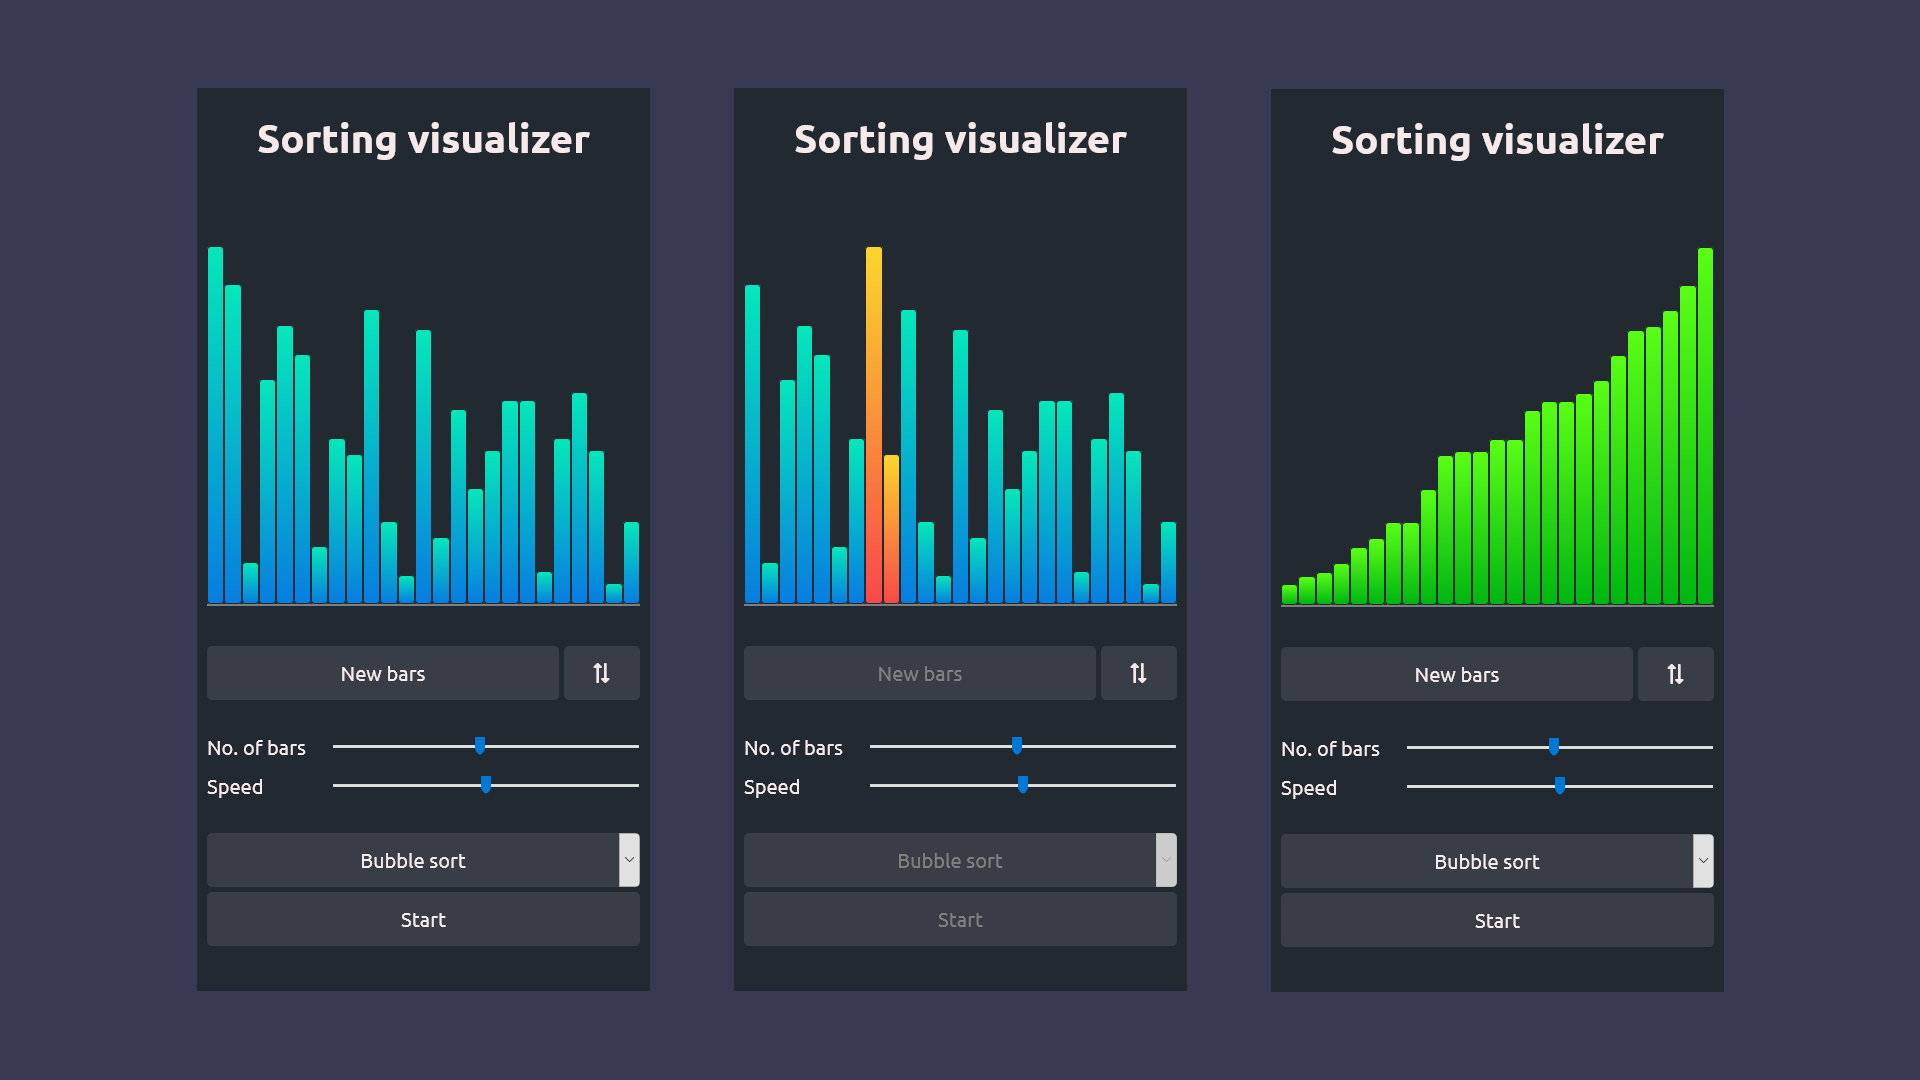 Sorting visualizer
New bars
No. of bars
Speed
Bubble sort
Start
Sorting visualizer
New bars
No. of bars
Speed
Bubble sort
Start
Sorting visualizer
New bars
No. of bars
Speed
Bubble sort
Start